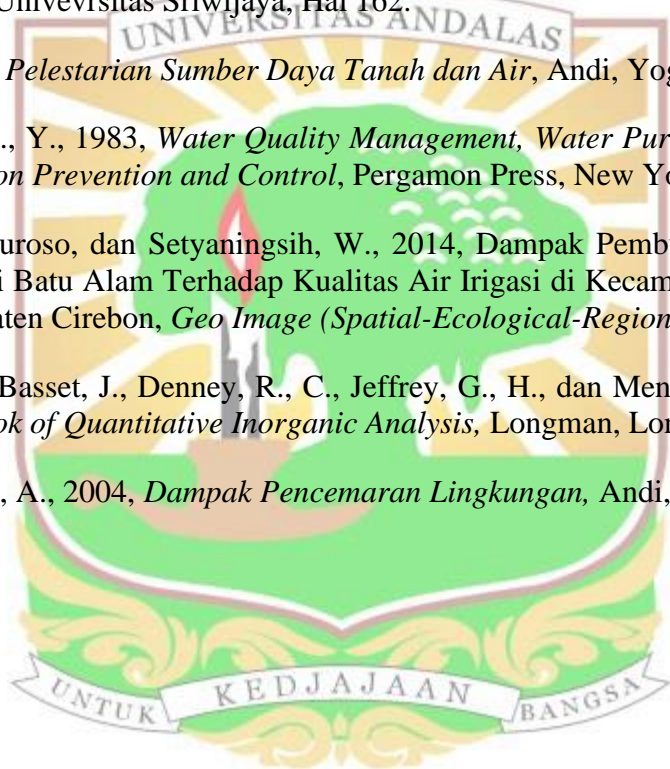 Univevrsitas Sriwijaya, Hal 162.
UNIVERSITAS ANDALAS
Pelestarian Sumber Daya Tanah dan Air, Andi, Yog
., Y., 1983, Water Quality Management, Water Pur
on Prevention and Control, Pergamon Press, New Yo
uroso, dan Setyaningsih, W., 2014, Dampak Pemb
i Batu Alam Terhadap Kualitas Air Irigasi di Kecam
aten Cirebon, Geo Image (Spatial-Ecological-Region
Basset, J., Denney, R., C., Jeffrey, G., H., dan Men
ok of Quantitative Inorganic Analysis, Longman, Lon
, A., 2004, Dampak Pencemaran Lingkungan, Andi,
UNTUK KEDJAJAAN BANGSA